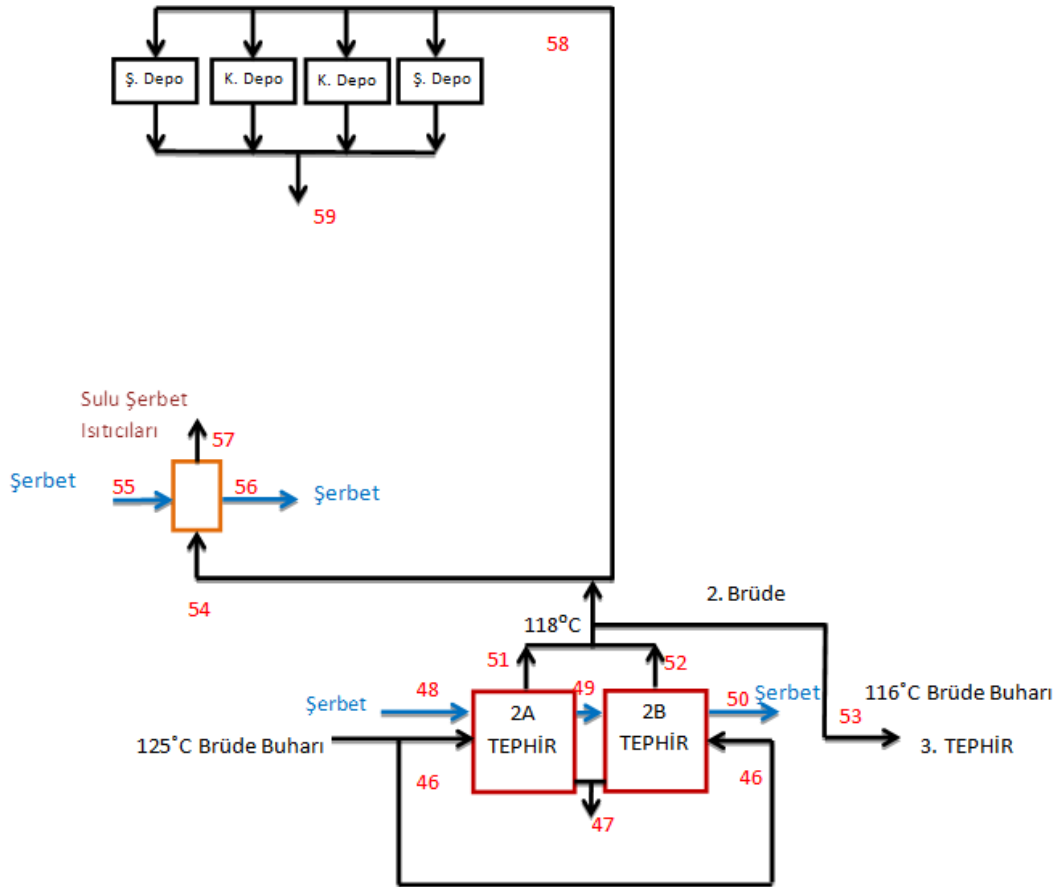 58
Ş. Depo
K. Depo
K. Depo
Ş. Depo
59
Sulu Şerbet
Isıtıcıları
57
Şerbet
55
56
Şerbet
54
2. Brüde
118°C
51
52
Şerbet
48
49
50
Şerbet
116°C Brüde Buharı
2A
TEPHİR
2B
TEPHİR
53
125°C Brüde Buharı
3. TEPHİR
46
46
47